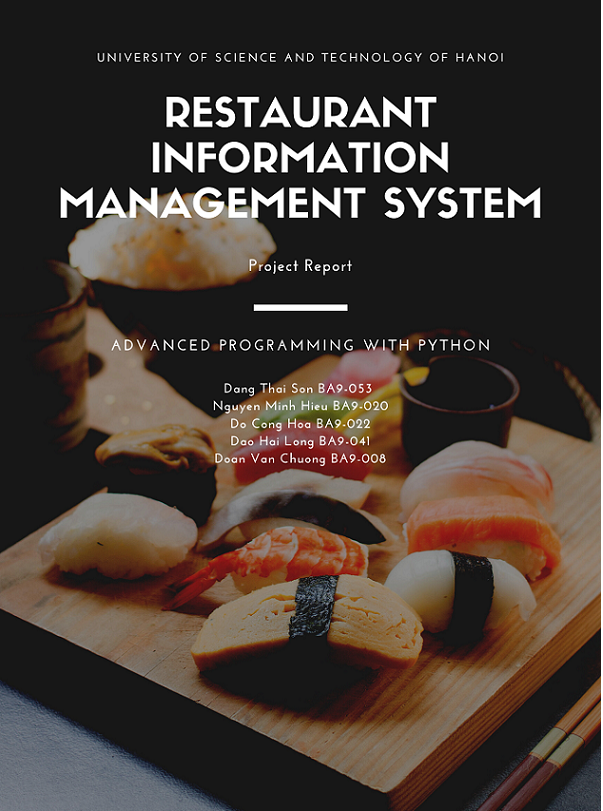 UNIVERSITY OF SCIENCE AND TECHNOLOGY OF HANOI
RESTAURANT
INFORMATION
MANAGEMENT SYSTEM
Project Report
ADVANCED PROGRAMMING WITH PYTHON
Dang Thai Son BA9-053
Nguyen Minh Hieu BA9-020
Do Cong Hoa BA9-022
Dao Hai Long BA9-041
Doan Van Chuong BA9-008